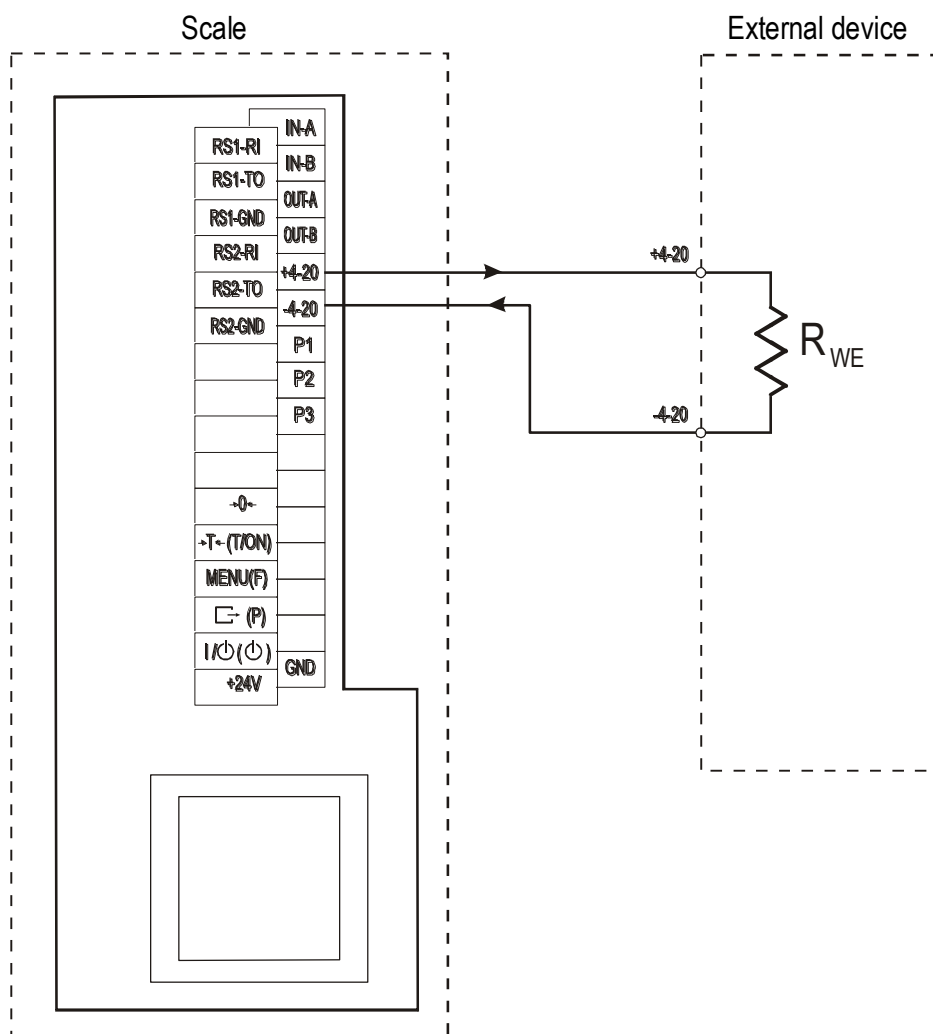 Scale
External device
RS1-RI
RS1-TO
RS1-GND
RS2-RI
RS2-TO
RS2-GND
→0←
→T← (T/ON)
MENU(F)
(P)
I/⏻(⏻)
+24V
IN-A
IN-B
OUT-A
OUT-B
+4-20
-4-20
P1
P2
P3
GND
+4-20
-4-20
R WE